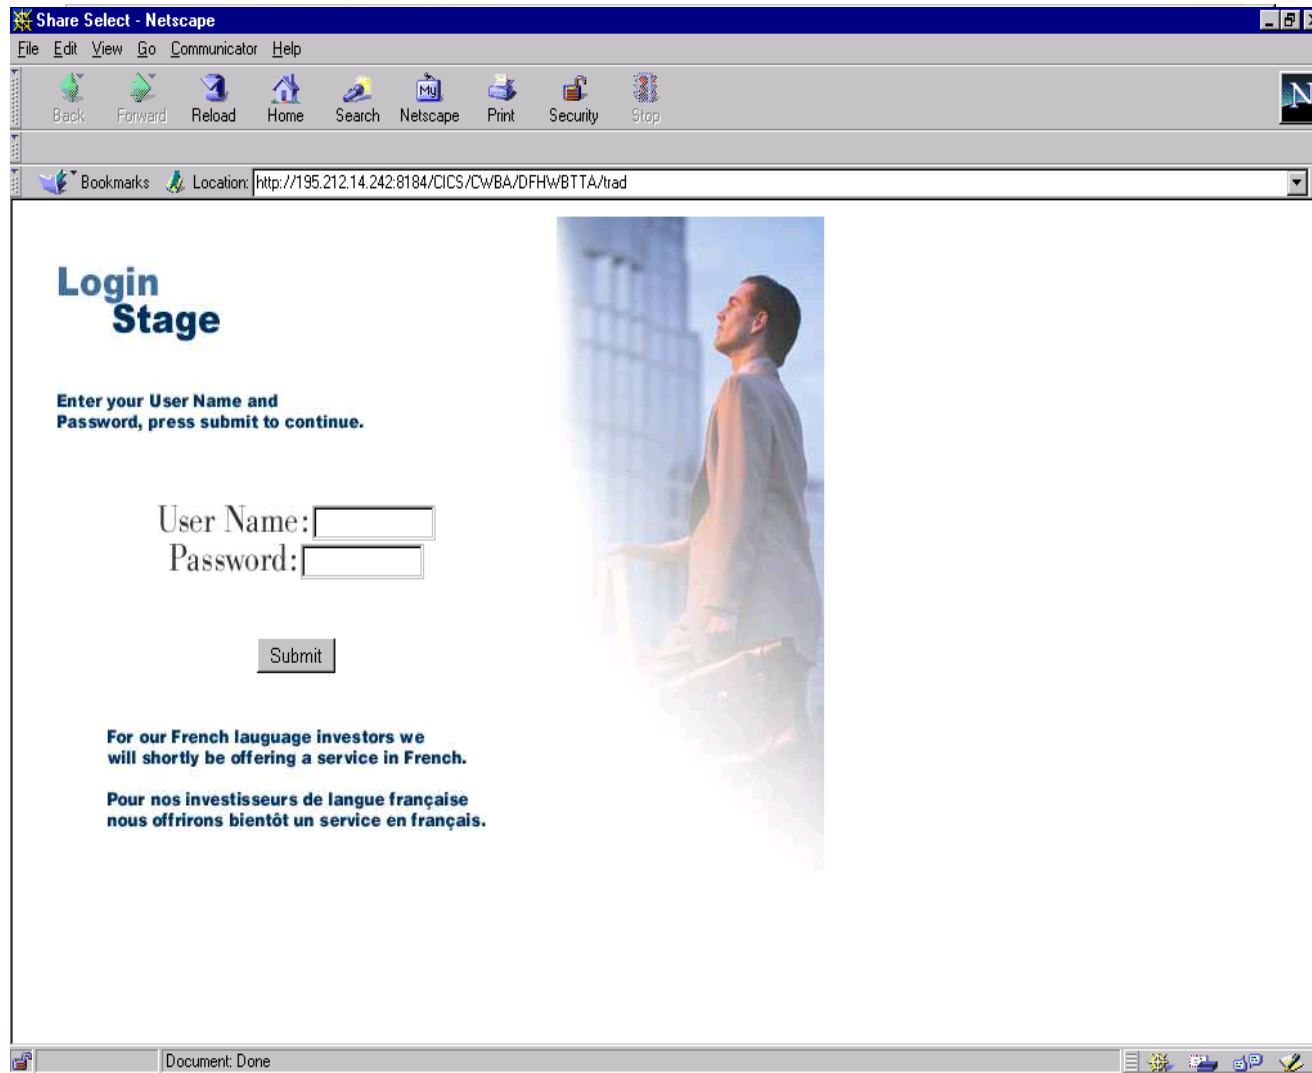 Share Select - Netscape
File Edit View Go Communicator Help
Back Forward Reload Home Search Netscape Print Security Stop
My
N
Bookmarks Location: http://195.212.14.242:8184/CICS/CWBA/DFHWBTTA/trad
Login
Stage
Enter your User Name and
Password, press submit to continue.
User Name:
Password:
Submit
For our French lauguage investors we
will shortly be offering a service in French.
Pour nos investisseurs de langue française
nous offrirons bientôt un service en français.
Document: Done